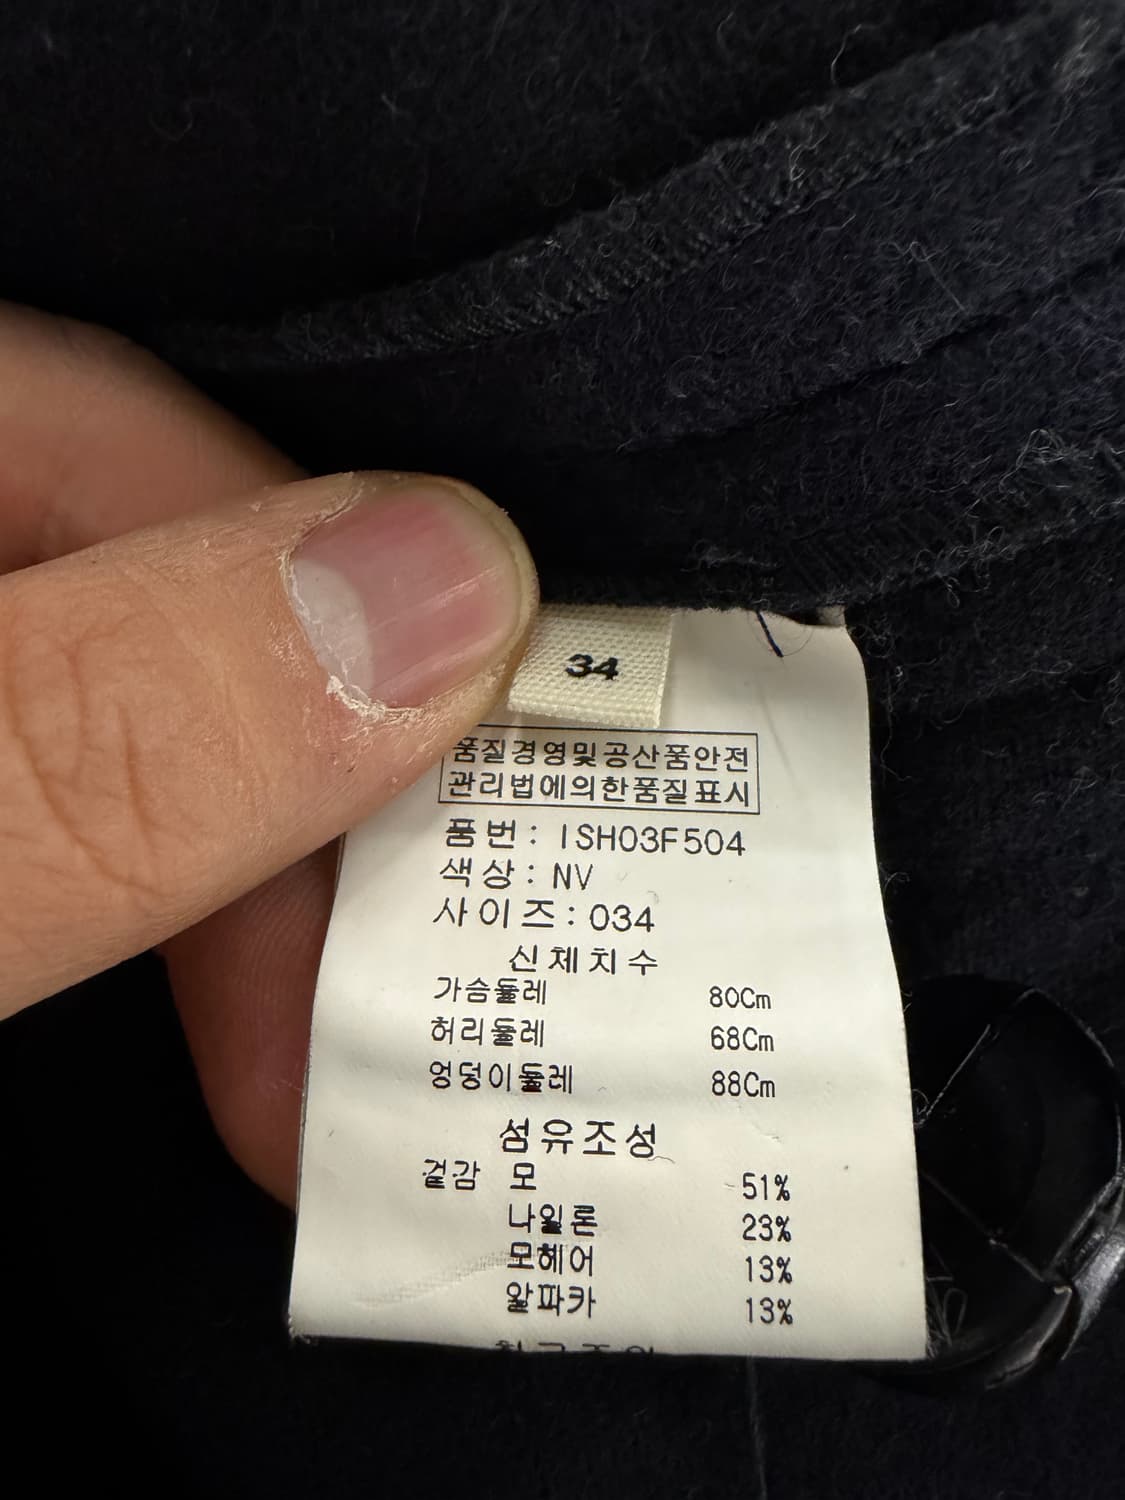 34
품질경영및공산품안전
관리법에의한품질표시
품번: ISH03F504
색상: NV
사이즈: 034
신체치수
가슴둘레 80Cm
허리둘레 68Cm
엉덩이둘레 88Cm
섬유조성
겉감 모 51%
나일론 23%
모헤어 13%
알파카 13%